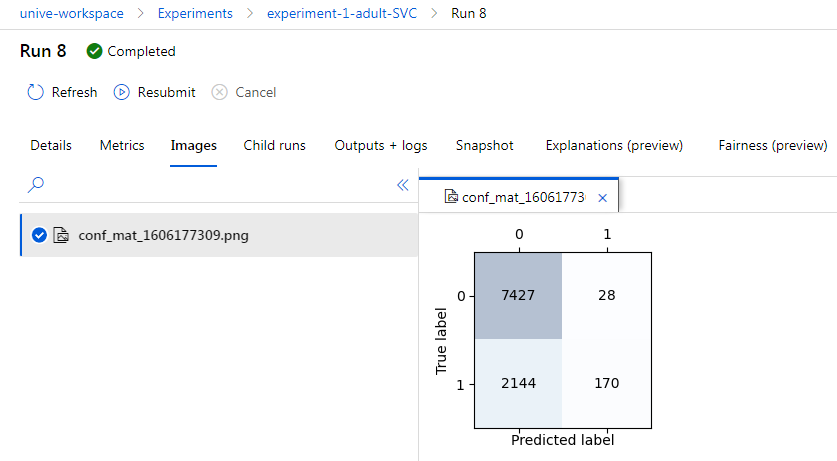 unive-workspace > Experiments > experiment-1-adult-SVC > Run 8
Run 8 Completed
Refresh Resubmit Cancel
Details Metrics Images Child runs Outputs + logs Snapshot Explanations (preview) Fairness (preview)
conf_mat_160617730
conf_mat_1606177309.png
0 1
0 7427 28
True label
1 2144 170
Predicted label